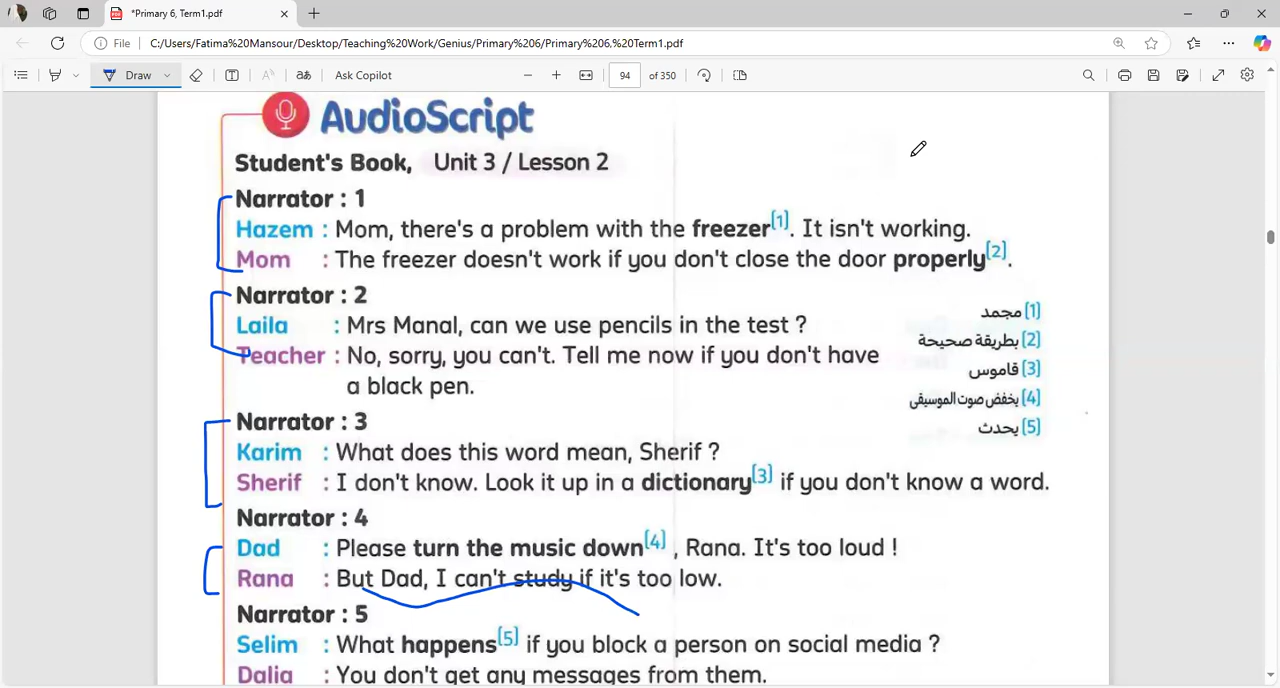 *Primary 6, Term1.pdf
File C:/Users/Fatima%20Mansour/Desktop/Teaching%20Work/Genius/Primary%206/Primary%206.%20Term1.pdf
Draw Ask Copilot 94 of 350
AudioScript
Student's Book, Unit 3 / Lesson 2
Narrator : 1
Hazem : Mom, there's a problem with the freezer[1]. It isn't working.
Mom : The freezer doesn't work if you don't close the door properly[2].
Narrator : 2
Laila : Mrs Manal, can we use pencils in the test ?
Teacher : No, sorry, you can't. Tell me now if you don't have
a black pen.
[1] مجمد
[2] بطريقة صحيحة
[3] قاموس
[4] يخفض صوت الموسيقى
[5] يحدث
Narrator : 3
Karim : What does this word mean, Sherif ?
Sherif : I don't know. Look it up in a dictionary[3] if you don't know a word.
Narrator : 4
Dad : Please turn the music down[4] , Rana. It's too loud !
Rana : But Dad, I can't study if it's too low.
Narrator : 5
Selim : What happens[5] if you block a person on social media ?
Dalia : You don't get any messages from them.